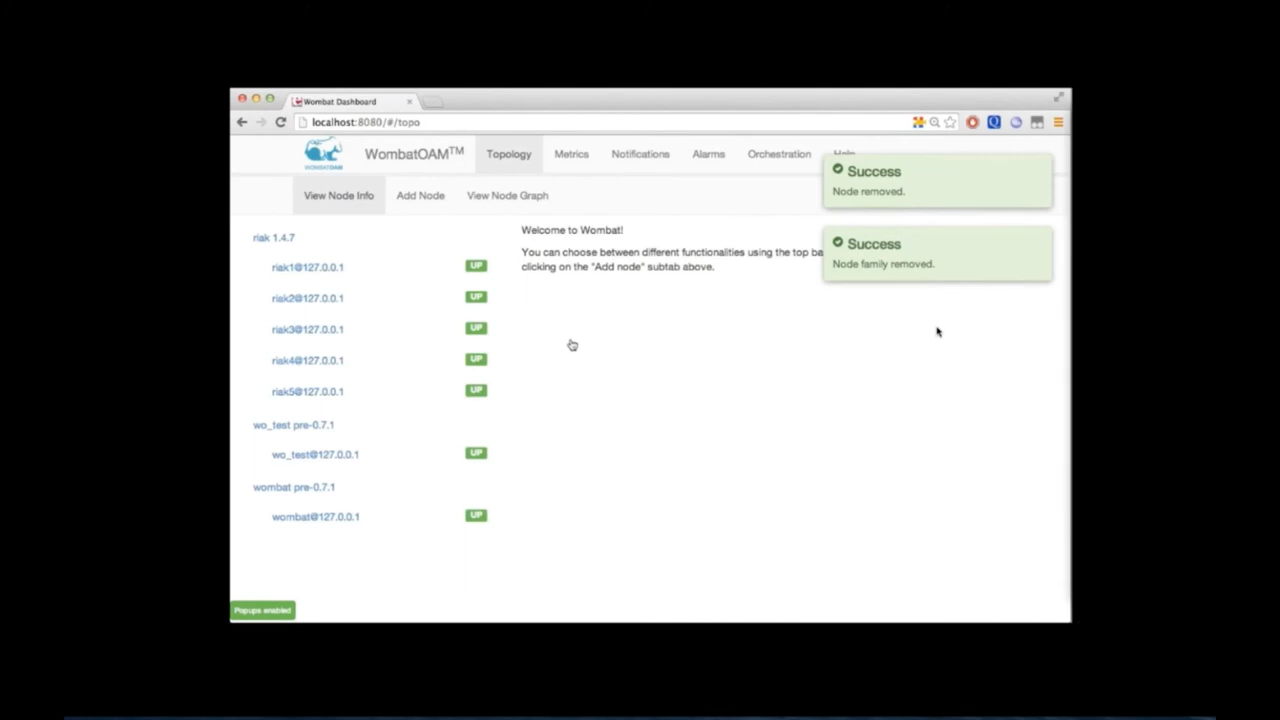 Wombat Dashboard
localhost:8080/#/topo
WOMBATOAM
WombatOAM™
Topology
Metrics
Notifications
Alarms
Orchestration
Help
View Node Info
Add Node
View Node Graph
Success
Node removed.
Success
Node family removed.
riak 1.4.7
riak1@127.0.0.1 UP
riak2@127.0.0.1 UP
riak3@127.0.0.1 UP
riak4@127.0.0.1 UP
riak5@127.0.0.1 UP
wo_test pre-0.7.1
wo_test@127.0.0.1 UP
wombat pre-0.7.1
wombat@127.0.0.1 UP
Welcome to Wombat!
You can choose between different functionalities using the top ba
clicking on the "Add node" subtab above.
Popups enabled